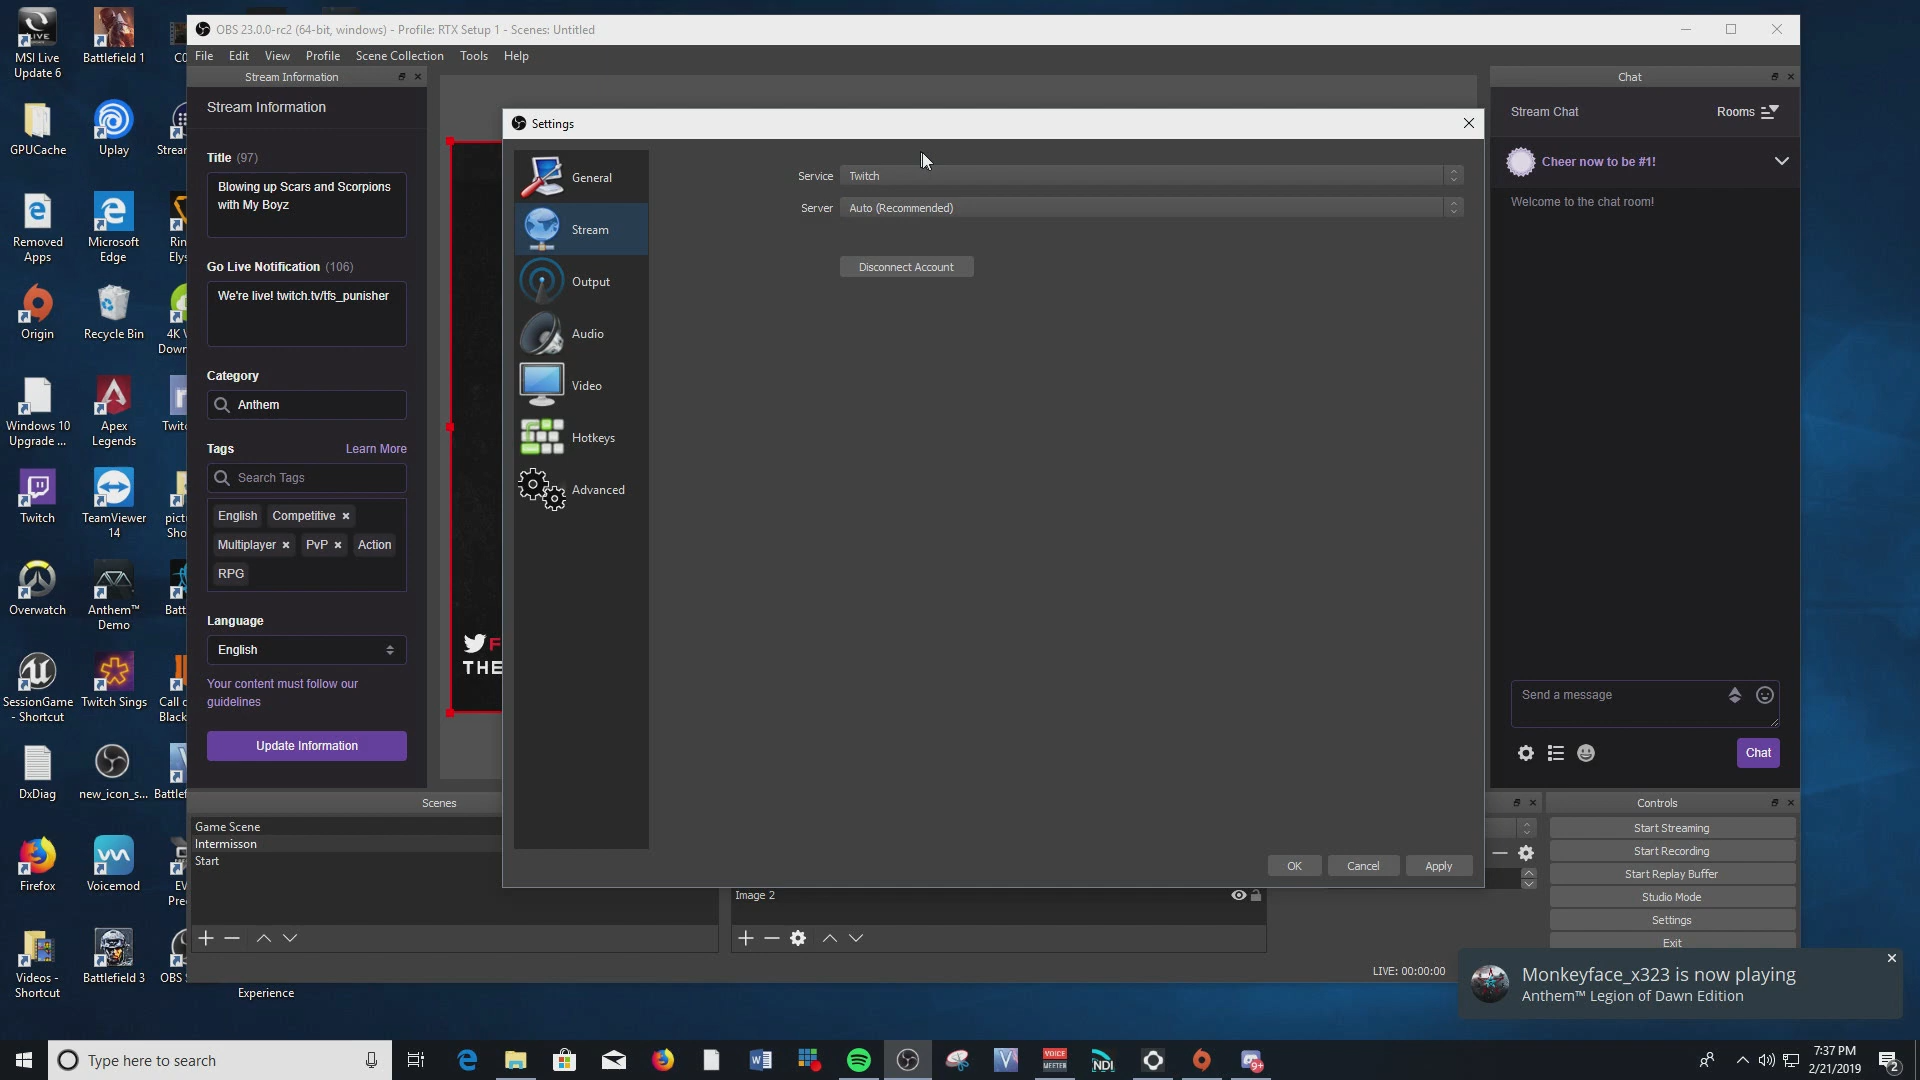 MSI Live
Update 6
Battlefield 1
GPUCache
Uplay
Removed
Apps
Microsoft
Edge
Origin
Recycle Bin
Windows 10
Upgrade ...
Apex
Legends
Twitch
TeamViewer
14
Overwatch
Anthem™
Demo
SessionGame
- Shortcut
Twitch Sings
DxDiag
new_icon_s...
Firefox
Voicemod
Videos -
Shortcut
Battlefield 3
Experience
OBS 23.0.0-rc2 (64-bit, windows) - Profile: RTX Setup 1 - Scenes: Untitled
File Edit View Profile Scene Collection Tools Help
Stream Information
Stream Information
Title (97)
Blowing up Scars and Scorpions
with My Boyz
Go Live Notification (106)
We're live! twitch.tv/tfs_punisher
Category
Anthem
Tags Learn More
Search Tags
English Competitive ×
Multiplayer × PvP × Action
RPG
Language
English
Your content must follow our
guidelines
Update Information
THE
Settings
General
Stream
Output
Audio
Video
Hotkeys
Advanced
Service Twitch
Server Auto (Recommended)
Disconnect Account
OK Cancel Apply
Chat
Stream Chat Rooms
Cheer now to be #1!
Welcome to the chat room!
Send a message
Chat
Scenes
Game Scene
Intermisson
Start
Image 2
Controls
Start Streaming
Start Recording
Start Replay Buffer
Studio Mode
Settings
Exit
LIVE: 00:00:00
Monkeyface_x323 is now playing
Anthem™ Legion of Dawn Edition
Type here to search
VOICE
MEETER
NDI
9+
7:37 PM
2/21/2019
2